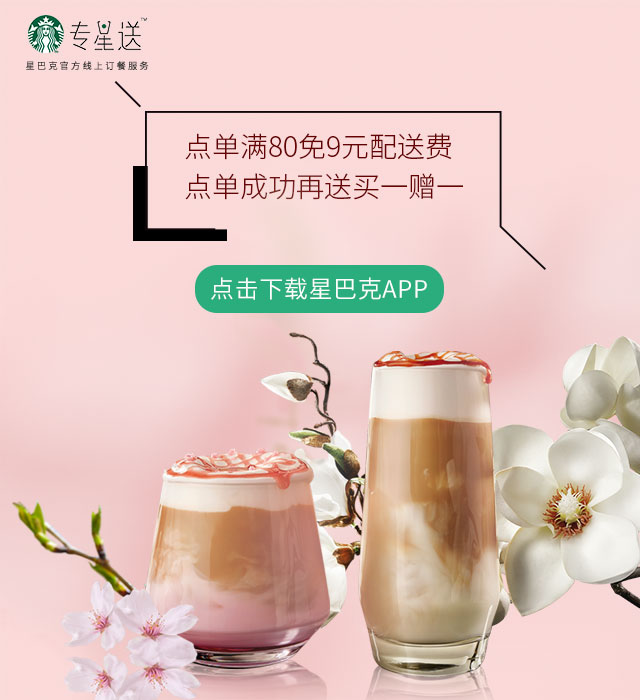 专星送™
星巴克官方线上订餐服务
点单满80免9元配送费
点单成功再送买一赠一
点击下载星巴克APP